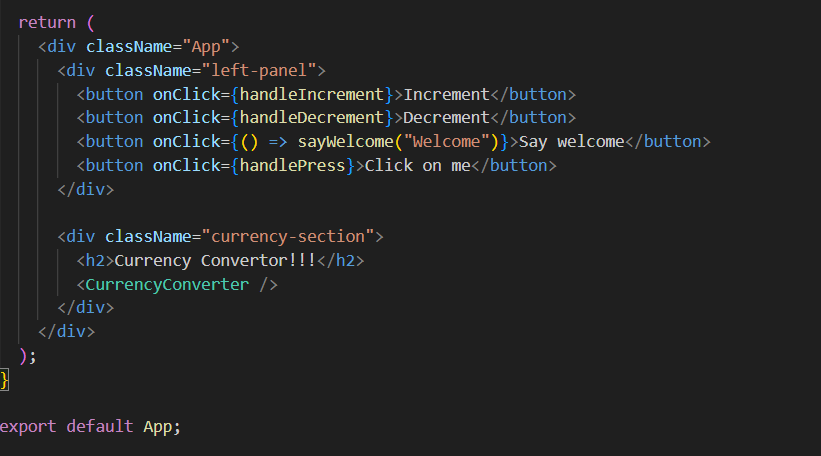 return (
<div className="App">
<div className="left-panel">
<button onClick={handleIncrement}>Increment</button>
<button onClick={handleDecrement}>Decrement</button>
<button onClick={() => sayWelcome("Welcome")}>Say welcome</button>
<button onClick={handlePress}>Click on me</button>
</div>
<div className="currency-section">
<h2>Currency Convertor!!!</h2>
<CurrencyConverter />
</div>
</div>
);
}
export default App;